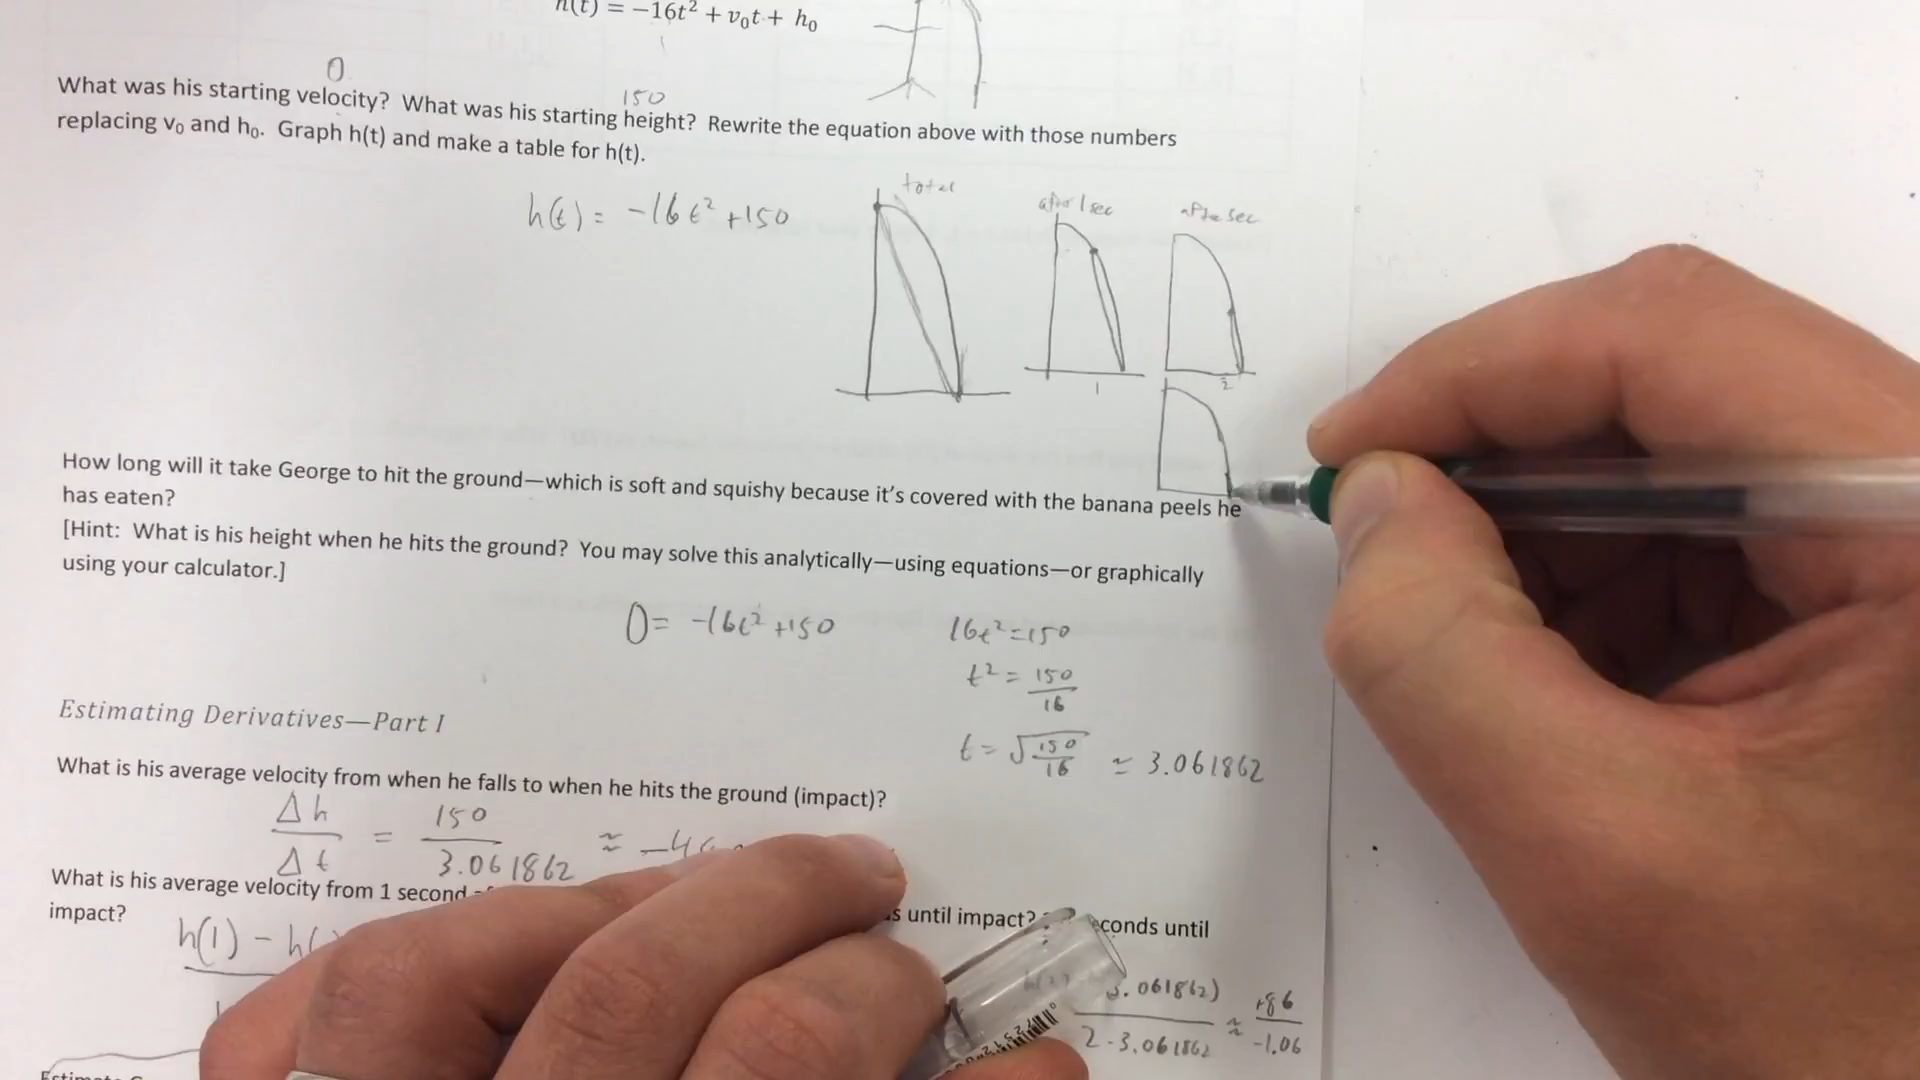 h(t) = −16t² + v₀t + h₀
0
150
What was his starting velocity? What was his starting height? Rewrite the equation above with those numbers
replacing v₀ and h₀. Graph h(t) and make a table for h(t).
h(t) = -16t² +150
total
after 1 sec
after sec
1
2
How long will it take George to hit the ground—which is soft and squishy because it's covered with the banana peels he
has eaten?
[Hint: What is his height when he hits the ground? You may solve this analytically—using equations—or graphically
using your calculator.]
0 = -16t² +150
16t² = 150
t² = 150/16
t = √150/16 ≈ 3.061862
Estimating Derivatives—Part I
What is his average velocity from when he falls to when he hits the ground (impact)?
Δh/Δt = 150/3.061862 ≈ -4
What is his average velocity from 1 second until impact? seconds until
impact?
h(1) - h(
3.061862)
2 - 3.061862
≈ +86/-1.06